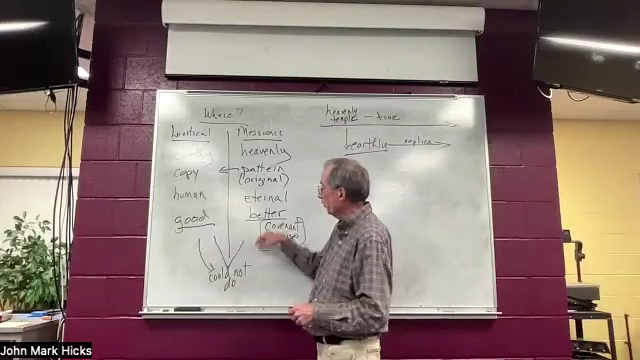 Where?
Levitical
Messianic
earthly
heavenly
copy
pattern
(original)
human
eternal
good
better
covenant
could not
do
heavenly
temple — true
earthly
replica
John Mark Hicks